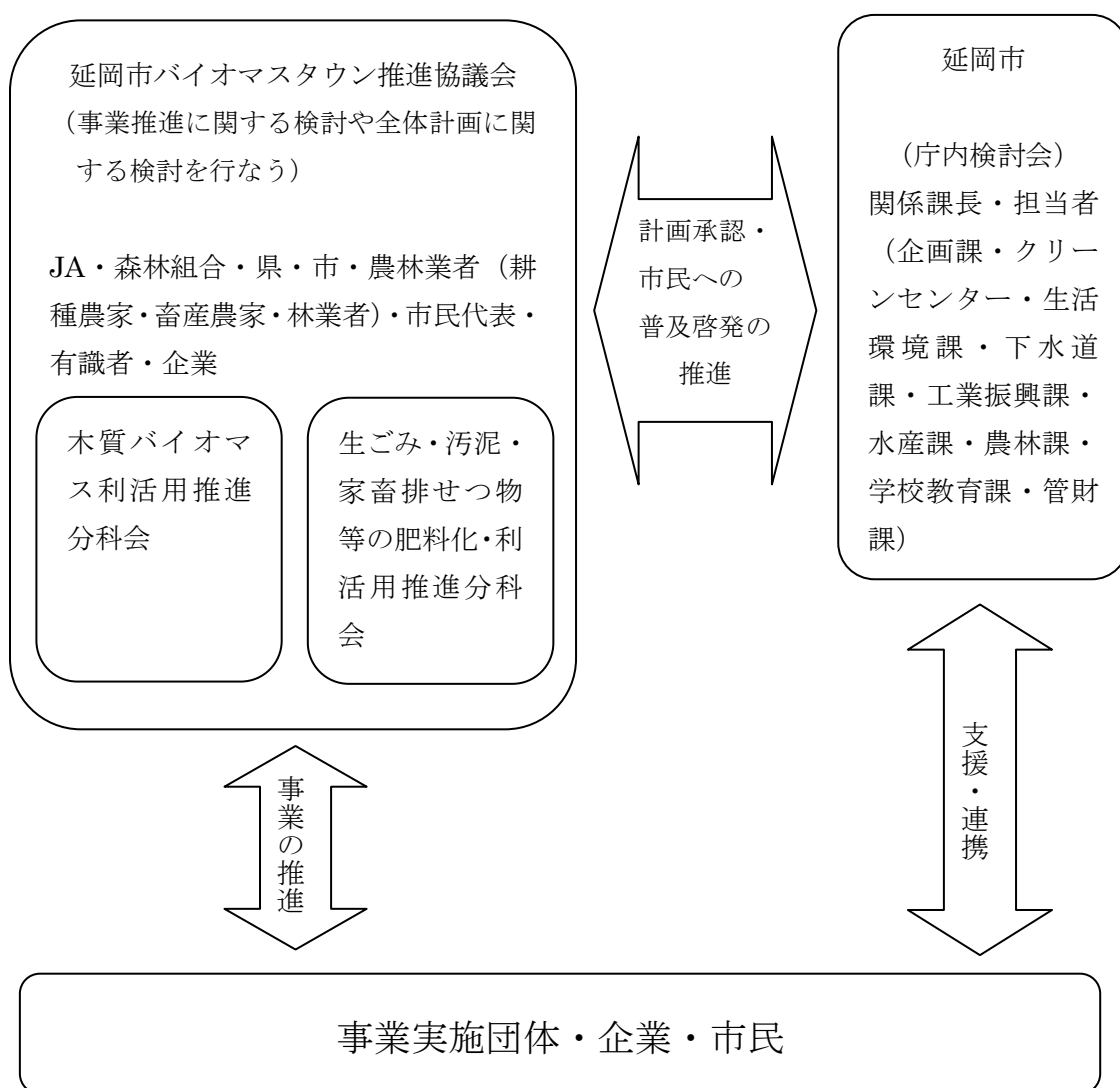 延岡市バイオマスタウン推進協議会
（事業推進に関する検討や全体計画に関
する検討を行なう）
JA・森林組合・県・市・農林業者（耕
種農家・畜産農家・林業者）・市民代表・
有識者・企業
木質バイオマ
ス利活用推進
分科会
生ごみ・汚泥・
家畜排せつ物
等の肥料化・利
活用推進分科
会
計画承認・
市民への
普及啓発の
推進
延岡市
（庁内検討会）
関係課長・担当者
（企画課・クリー
ンセンター・生活
環境課・下水道
課・工業振興課・
水産課・農林課・
学校教育課・管財
課）
事業の推進
支援・連携
事業実施団体・企業・市民